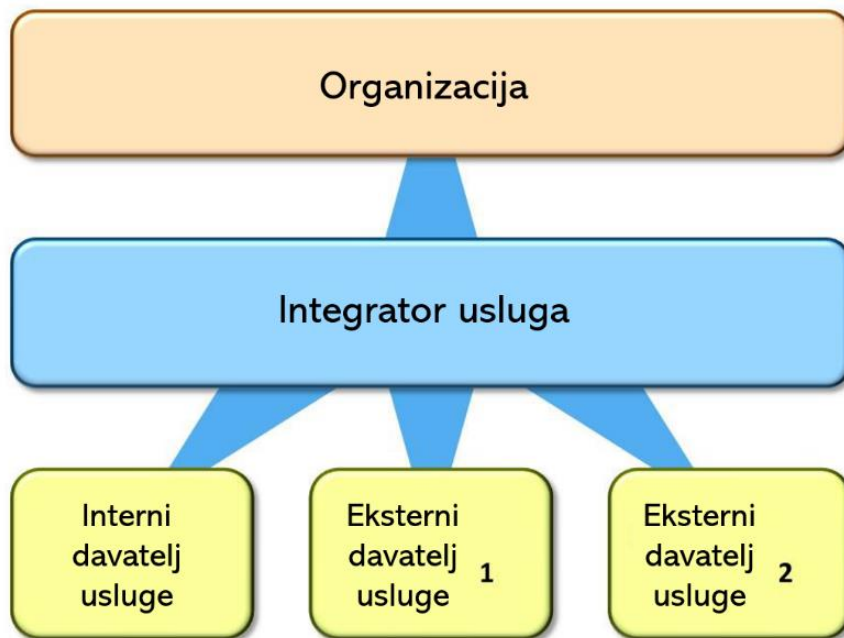 Organizacija
Integrator usluga
Interni
davatelj
usluge
Eksterni
davatelj
usluge 1
Eksterni
davatelj
usluge 2